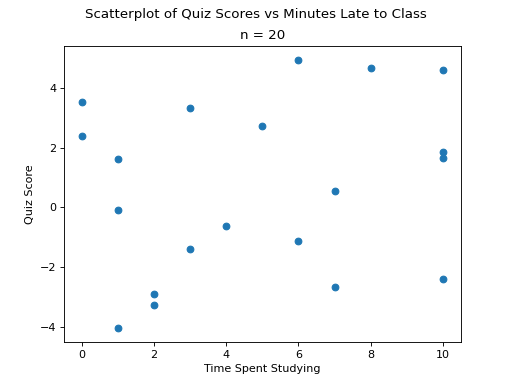 Scatterplot of Quiz Scores vs Minutes Late to Class
n = 20
Quiz Score
4
2
0
−2
−4
0 2 4 6 8 10
Time Spent Studying